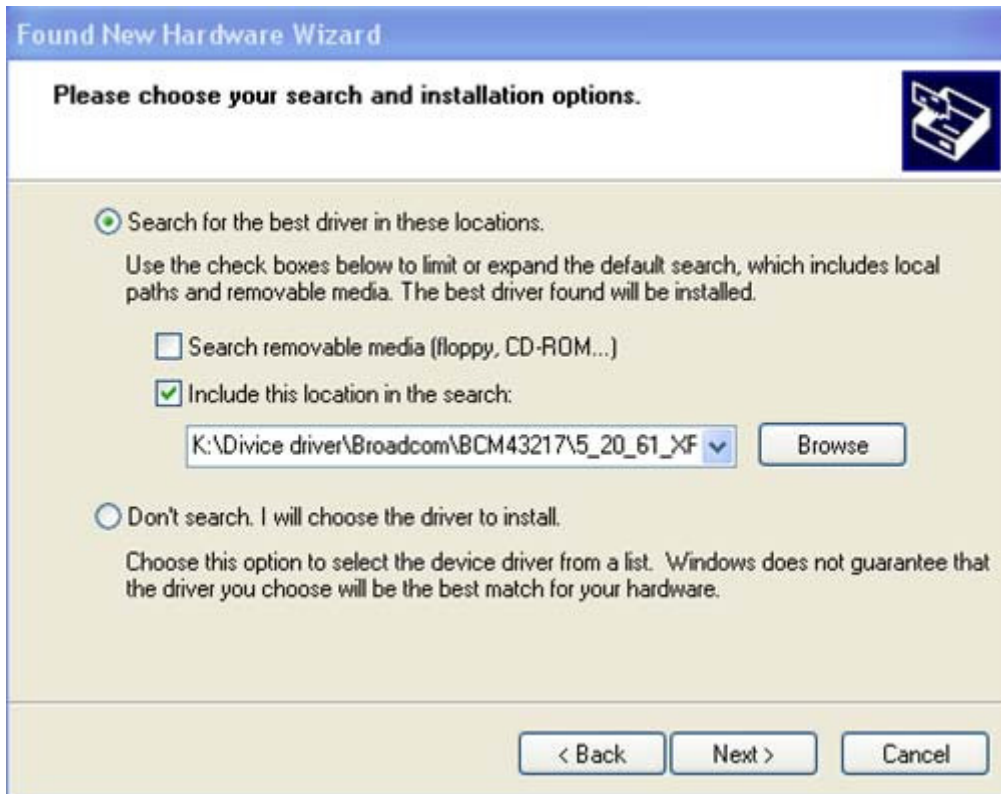 Found New Hardware Wizard
Please choose your search and installation options.
Search for the best driver in these locations.
Use the check boxes below to limit or expand the default search, which includes local
paths and removable media. The best driver found will be installed.
Search removable media (floppy, CD-ROM...)
Include this location in the search:
K:\Divice driver\Broadcom\BCM43217\5_20_61_XF
Browse
Don't search. I will choose the driver to install.
Choose this option to select the device driver from a list. Windows does not guarantee that
the driver you choose will be the best match for your hardware.
< Back Next > Cancel